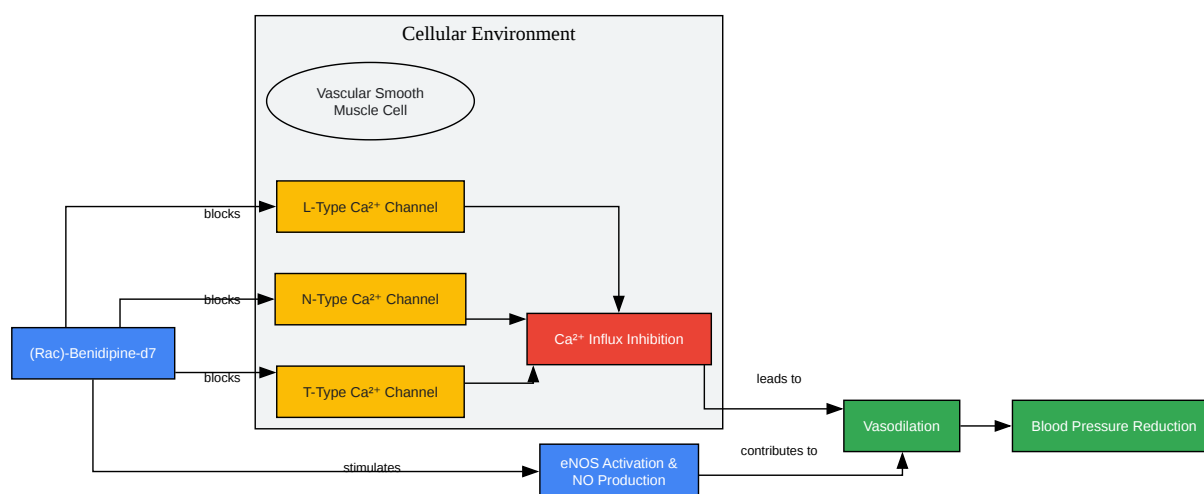 Cellular Environment
Vascular Smooth
Muscle Cell
L-Type Ca²⁺ Channel
blocks
N-Type Ca²⁺ Channel
blocks
Ca²⁺ Influx Inhibition
(Rac)-Benidipine-d7
blocks
T-Type Ca²⁺ Channel
leads to
Vasodilation
Blood Pressure Reduction
contributes to
stimulates
eNOS Activation &
NO Production